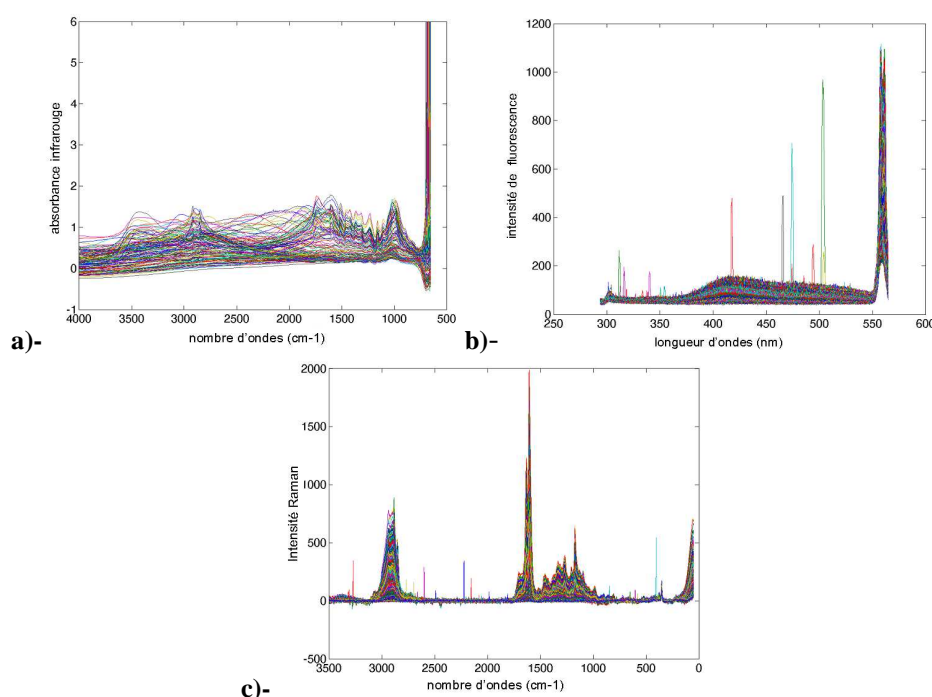 6
5
4
3
2
1
0
-1
4000 3500 3000 2500 2000 1500 1000 500
absorbance infrarouge
nombre d'ondes (cm-1)
a)-
1200
1000
800
600
400
200
0
250 300 350 400 450 500 550 600
intensité de fluorescence
longueur d'ondes (nm)
b)-
2000
1500
1000
500
0
-500
3500 3000 2500 2000 1500 1000 500 0
Intensité Raman
nombre d'ondes (cm-1)
c)-